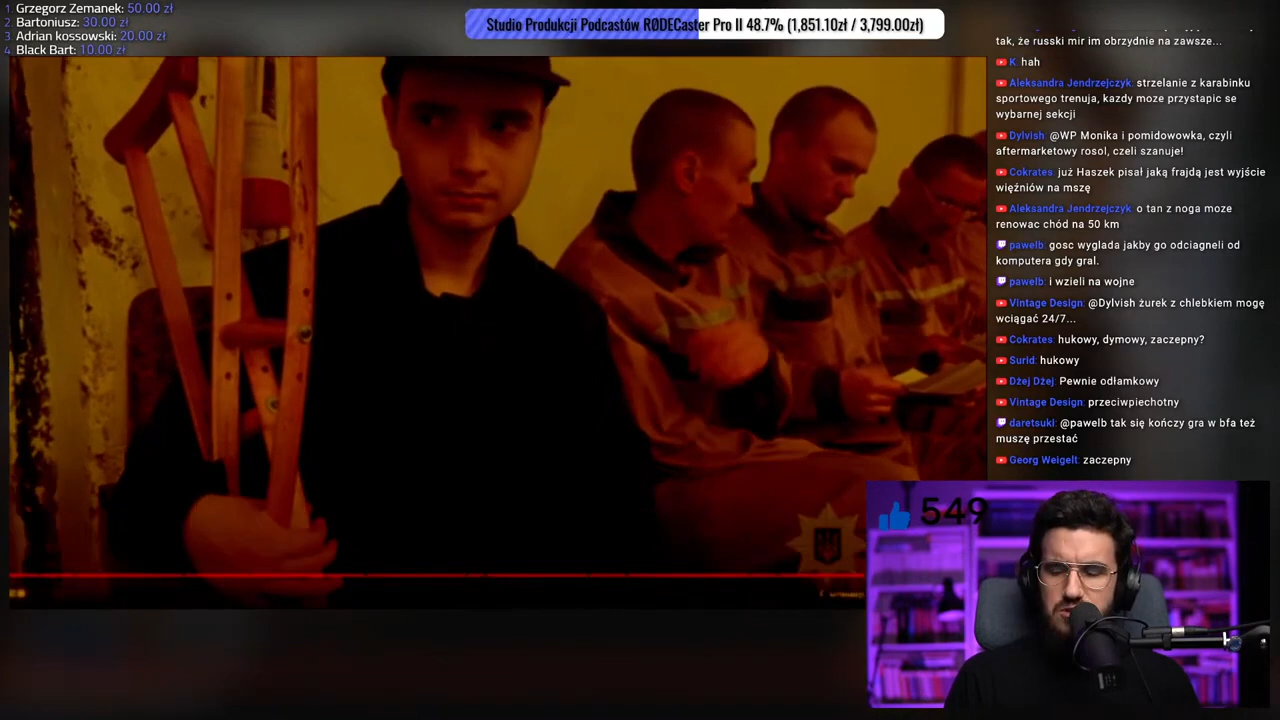 1. Grzegorz Zemanek: 50.00 zł
2. Bartoniusz: 30.00 zł
3. Adrian kossowski: 20.00 zł
4. Black Bart: 10.00 zł
Studio Produkcji Podcastów RØDECaster Pro II 48.7% (1,851.10zł / 3,799.00zł)
tak, że russki mir im obrzydnie na zawsze...
K: hah
Aleksandra Jendrzejczyk: strzelanie z karabinku
sportowego trenuja, kazdy moze przystapic se
wybarnej sekcji
Dylvish: @WP Monika i pomidowowka, czyli
aftermarketowy rosol, czeli szanuje!
Cokrates: już Haszek pisał jaką frajdą jest wyjście
więźniów na mszę
Aleksandra Jendrzejczyk: o tan z noga moze
renowac chód na 50 km
pawelb: gosc wyglada jakby go odciagneli od
komputera gdy gral.
pawelb: i wzieli na wojne
Vintage Design: @Dylvish żurek z chlebkiem mogę
wciągać 24/7...
Cokrates: hukowy, dymowy, zaczepny?
Surid: hukowy
Dżej Dżej: Pewnie odłamkowy
Vintage Design: przeciwpiechotny
daretsuki: @pawelb tak się kończy gra w bfa też
muszę przestać
Georg Weigelt: zaczepny
549